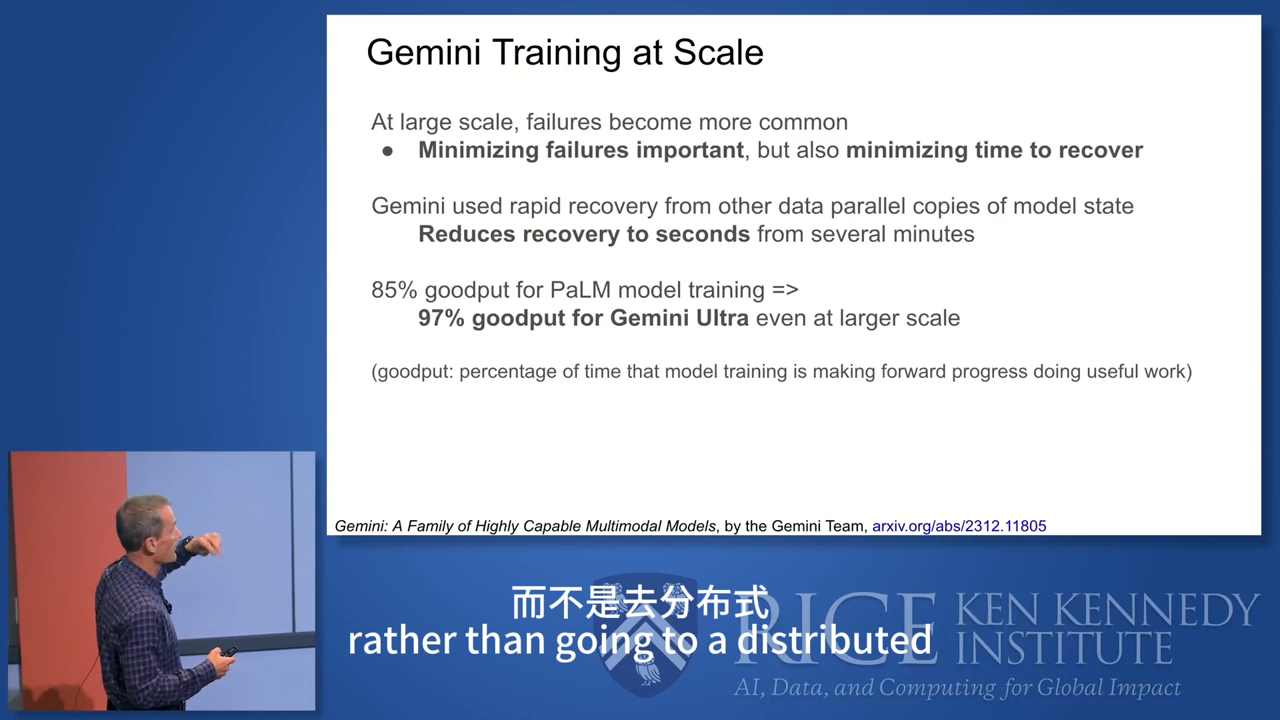 Gemini Training at Scale
At large scale, failures become more common
● Minimizing failures important, but also minimizing time to recover
Gemini used rapid recovery from other data parallel copies of model state
Reduces recovery to seconds from several minutes
85% goodput for PaLM model training =>
97% goodput for Gemini Ultra even at larger scale
(goodput: percentage of time that model training is making forward progress doing useful work)
Gemini: A Family of Highly Capable Multimodal Models, by the Gemini Team, arxiv.org/abs/2312.11805
而不是去分布式
rather than going to a distributed
RICE KEN KENNEDY
INSTITUTE
AI, Data, and Computing for Global Impact